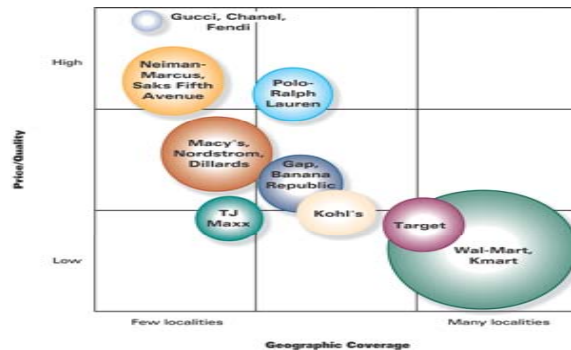 Gucci, Chanel,
Fendi
High
Neiman-
Marcus,
Saks Fifth
Avenue
Polo-
Ralph
Lauren
Macy's,
Nordstrom,
Dillards
Gap,
Banana
Republic
Price/Quality
TJ
Maxx
Kohl's
Target
Wal-Mart,
Kmart
Low
Few localities
Many localities
Geographic Coverage